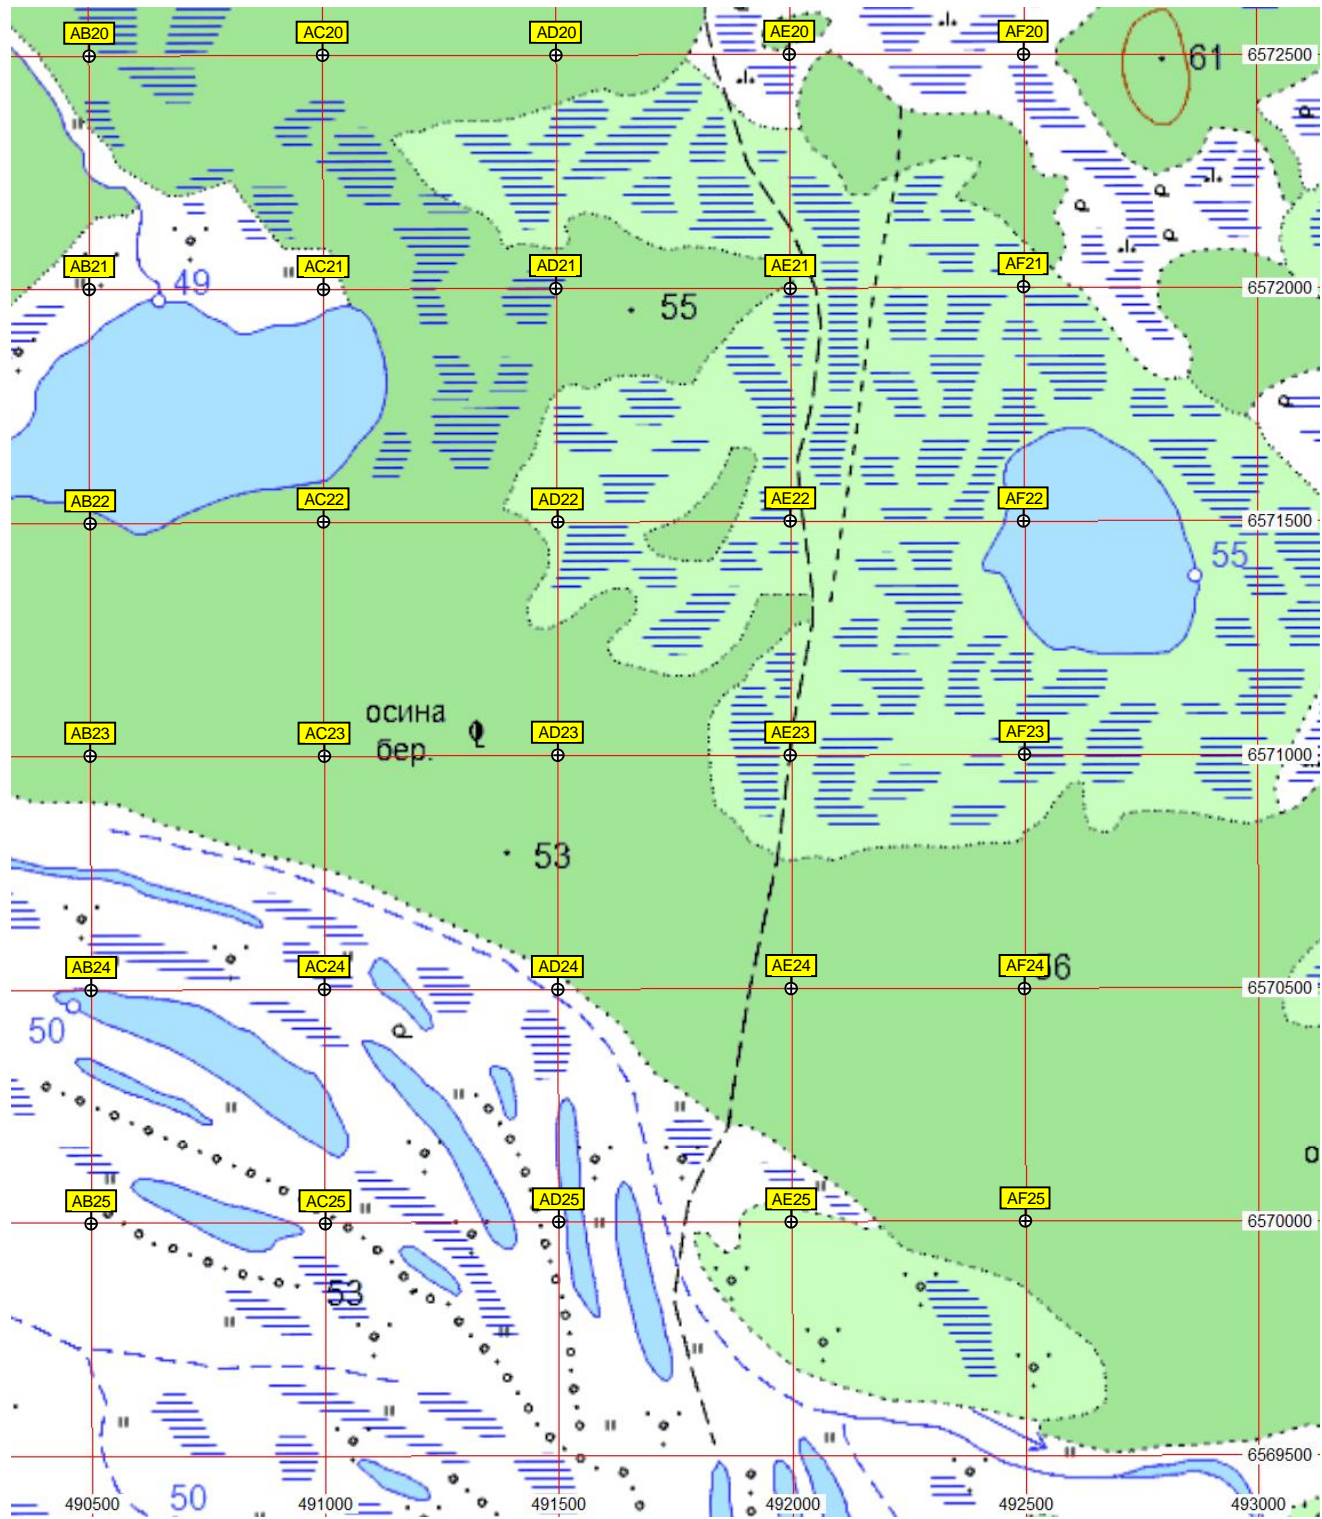 AB20 AC20 AD20 AE20 AF20
61 6572500
AB21 AC21 AD21 AE21 AF21
49
6572000
55
AB22 AC22 AD22 AE22 AF22
6571500
55
осина
бер.
AB23 AC23 AD23 AE23 AF23
6571000
53
AB24 AC24 AD24 AE24 AF24
6570500
50
о
AB25 AC25 AD25 AE25 AF25
6570000
53
6569500
50
490500 491000 491500 492000 492500 493000